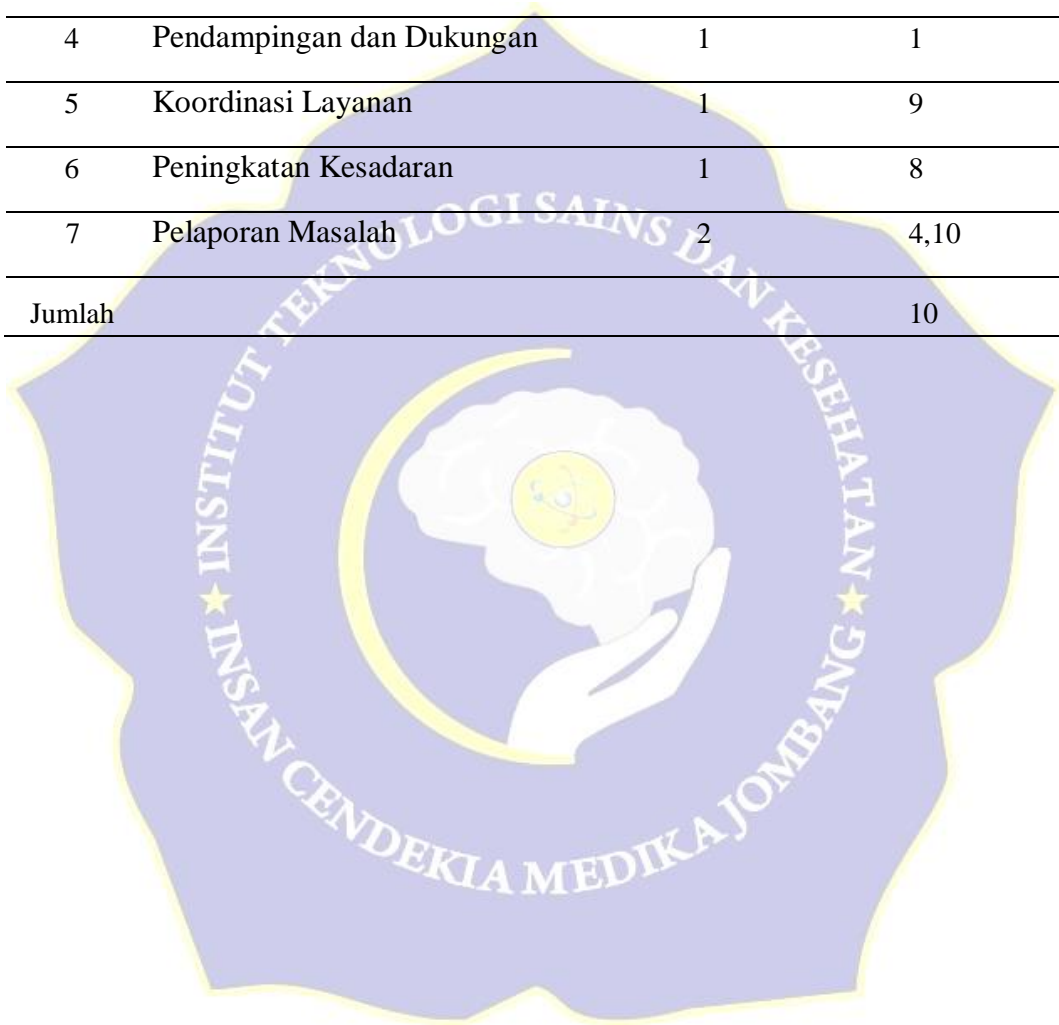 4 Pendampingan dan Dukungan 1 1
5 Koordinasi Layanan 1 9
6 Peningkatan Kesadaran 1 8
7 Pelaporan Masalah 2 4,10
Jumlah 10
INSTITUT TEKNOLOGI SAINS DAN KESEHATAN
INSAN CENDEKIA MEDIKA JOMBANG